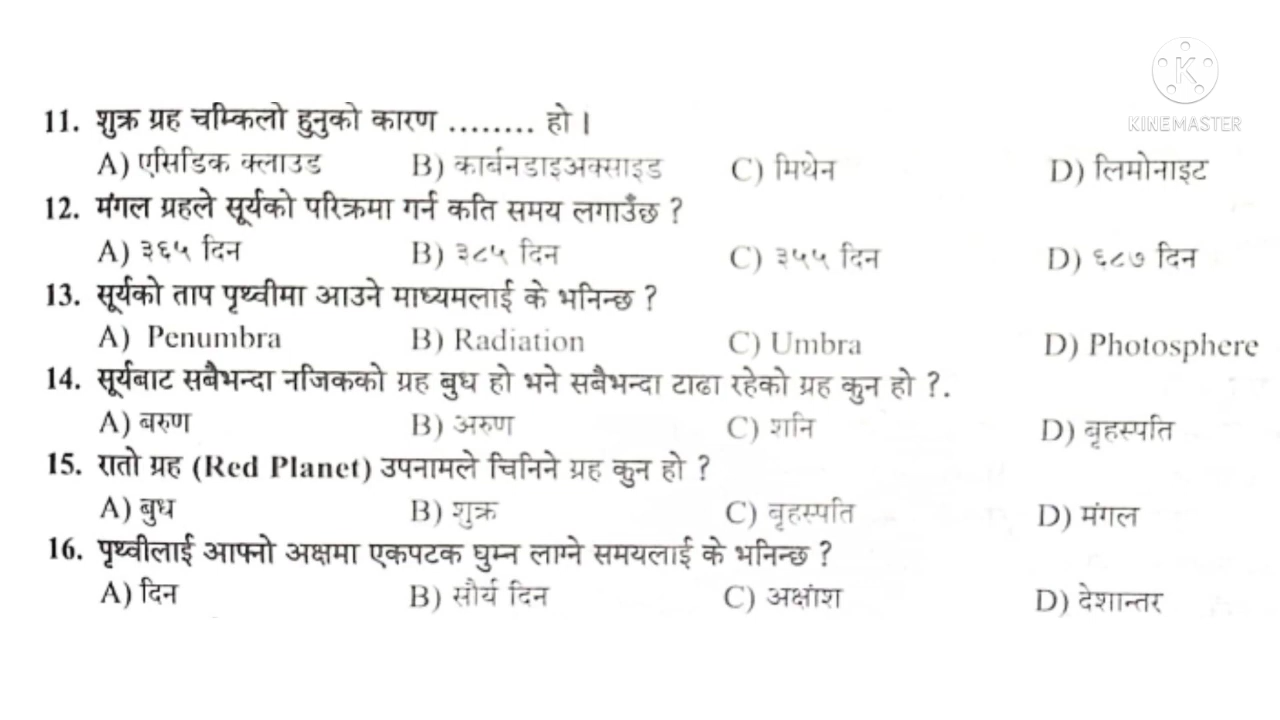 KINEMASTER
11. शुक्र ग्रह चम्किलो हुनुको कारण ........ हो ।
A) एसिडिक क्लाउड B) कार्बनडाइअक्साइड C) मिथेन D) लिमोनाइट
12. मंगल ग्रहले सूर्यको परिक्रमा गर्न कति समय लगाउँछ ?
A) ३६५ दिन B) ३८५ दिन C) ३५५ दिन D) ६८७ दिन
13. सूर्यको ताप पृथ्वीमा आउने माध्यमलाई के भनिन्छ ?
A) Penumbra B) Radiation C) Umbra D) Photosphere
14. सूर्यबाट सबैभन्दा नजिकको ग्रह बुध हो भने सबैभन्दा टाढा रहेको ग्रह कुन हो ?.
A) बरुण B) अरुण C) शनि D) बृहस्पति
15. रातो ग्रह (Red Planet) उपनामले चिनिने ग्रह कुन हो ?
A) बुध B) शुक्र C) बृहस्पति D) मंगल
16. पृथ्वीलाई आफ्नो अक्षमा एकपटक घुम्न लाग्ने समयलाई के भनिन्छ ?
A) दिन B) सौर्य दिन C) अक्षांश D) देशान्तर